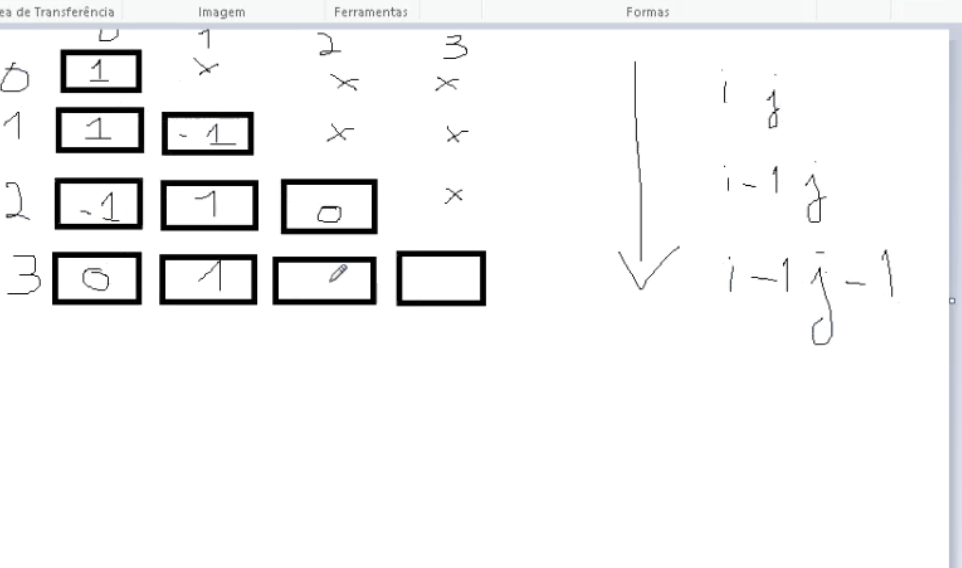 ea de Transferência Imagem Ferramentas Formas
0 1 2 3
0 1 x x x
1 1 -1 x x
2 -1 1 0 x
3 0 1
i j
i-1 j
i-1 j-1